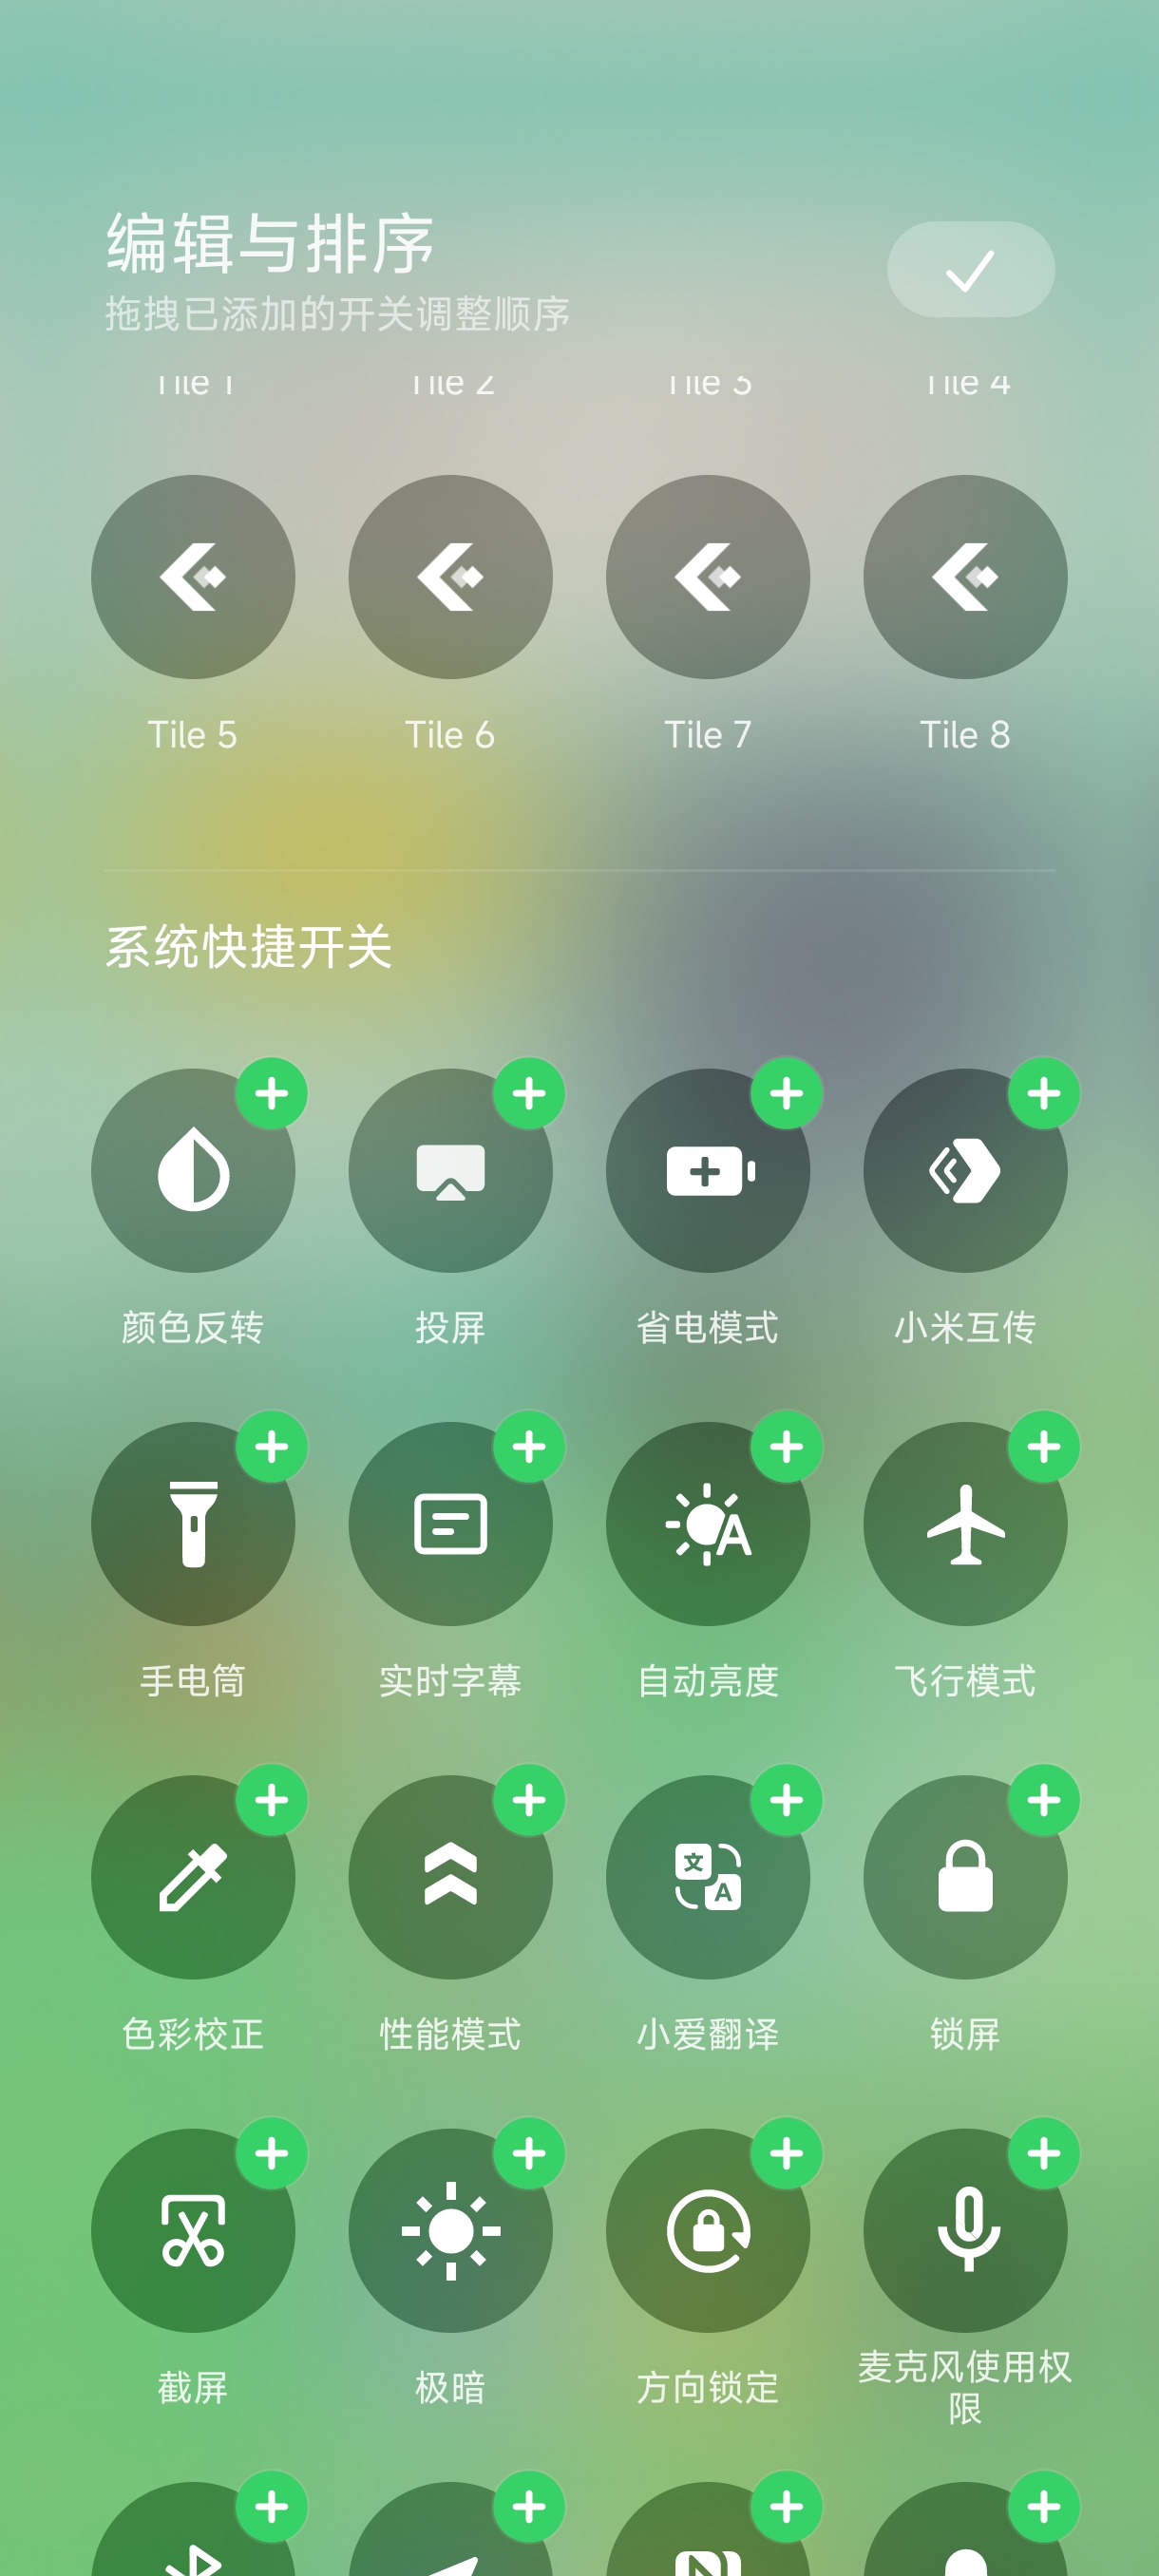 编辑与排序
拖拽已添加的开关调整顺序
Tile 1
Tile 2
Tile 3
Tile 4
Tile 5
Tile 6
Tile 7
Tile 8
系统快捷开关
颜色反转
投屏
省电模式
小米互传
A
手电筒
实时字幕
自动亮度
飞行模式
文
A
色彩校正
性能模式
小爱翻译
锁屏
截屏
极暗
方向锁定
麦克风使用权
限